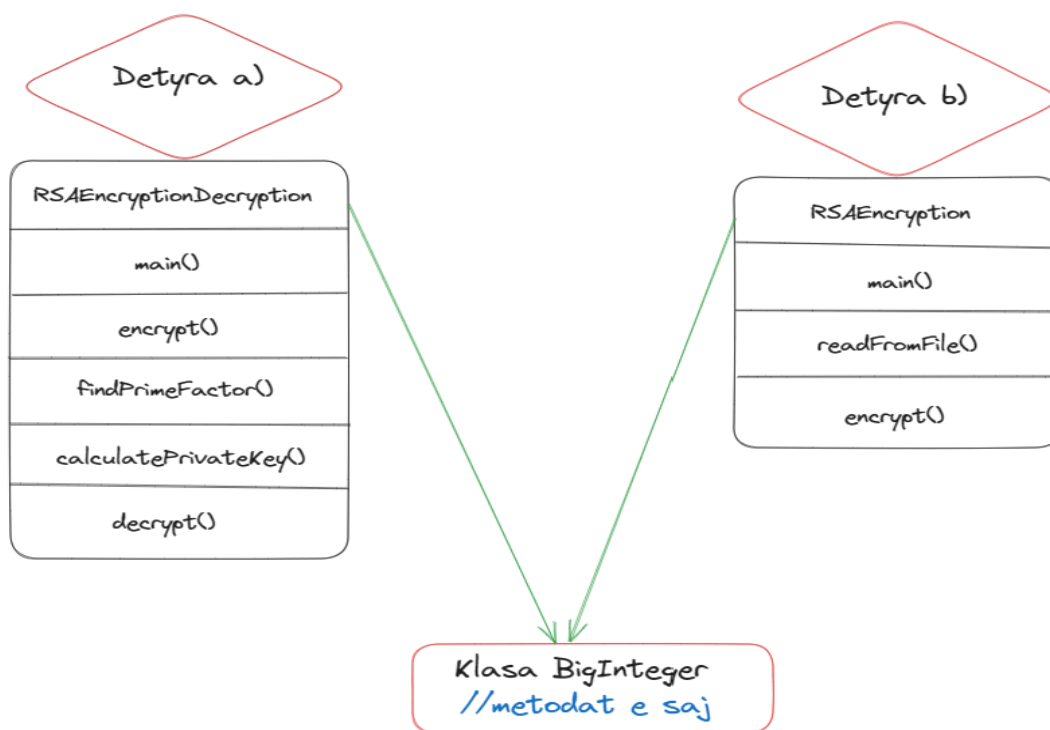 Detyra a)
RSAEncryptionDecryption
main()
encrypt()
findPrimeFactor()
calculatePrivateKey()
decrypt()
Detyra b)
RSAEncryption
main()
readFromFile()
encrypt()
Klasa BigInteger
//metodat e saj